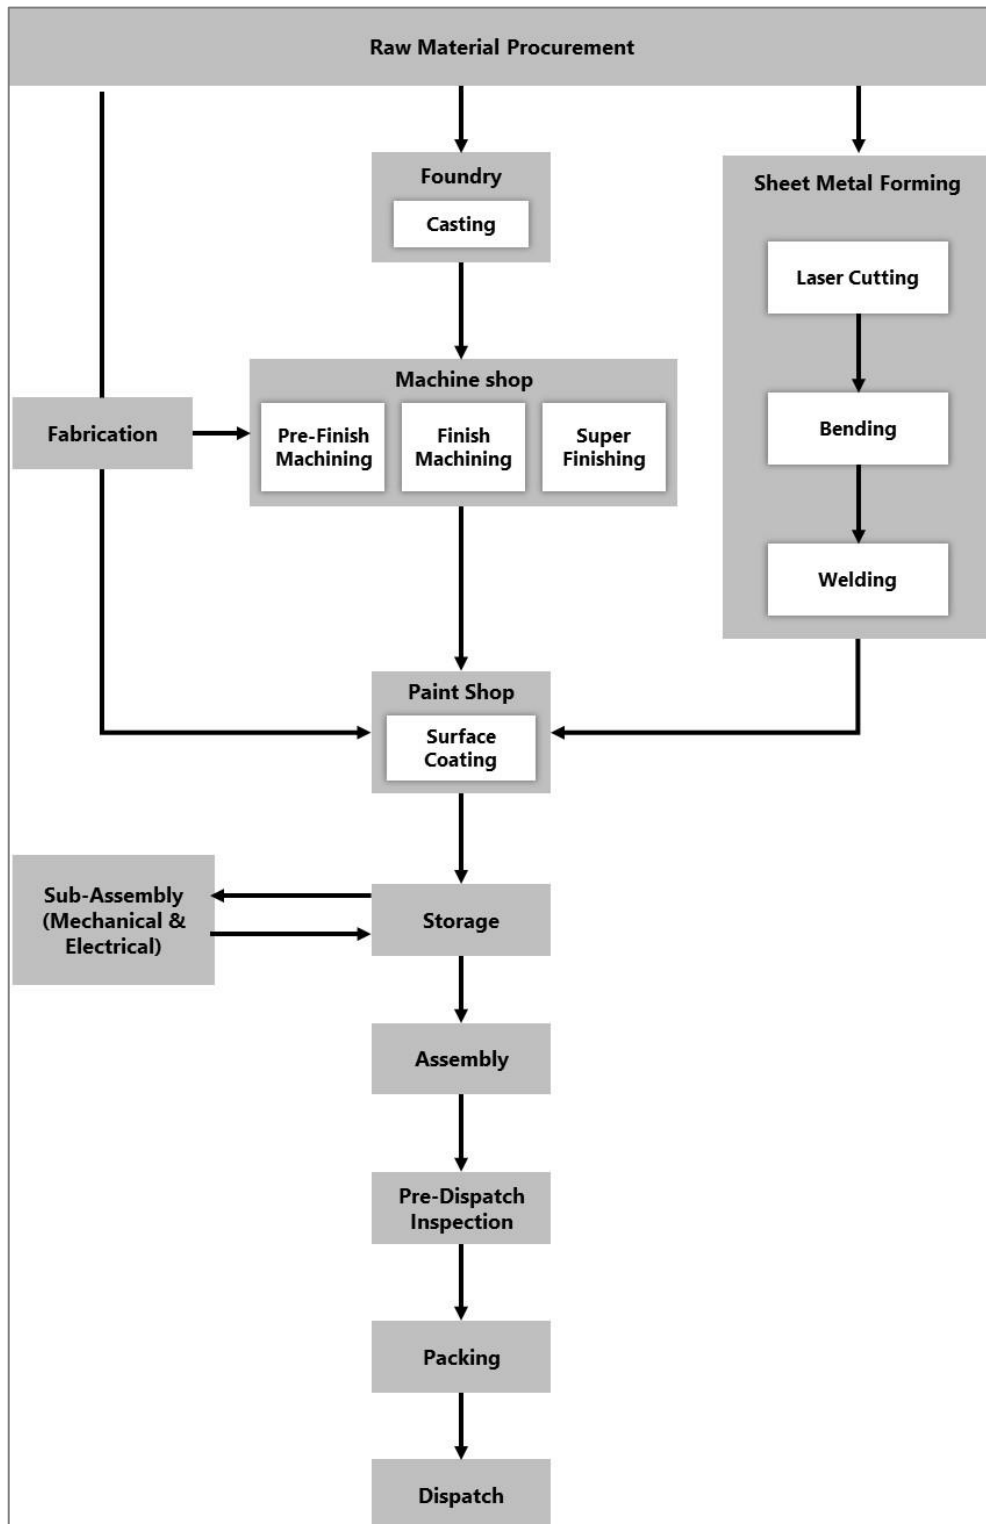 Raw Material Procurement
Foundry
Casting
Sheet Metal Forming
Laser Cutting
Bending
Welding
Fabrication
Machine shop
Pre-Finish
Machining
Finish
Machining
Super
Finishing
Paint Shop
Surface
Coating
Sub-Assembly
(Mechanical &
Electrical)
Storage
Assembly
Pre-Dispatch
Inspection
Packing
Dispatch